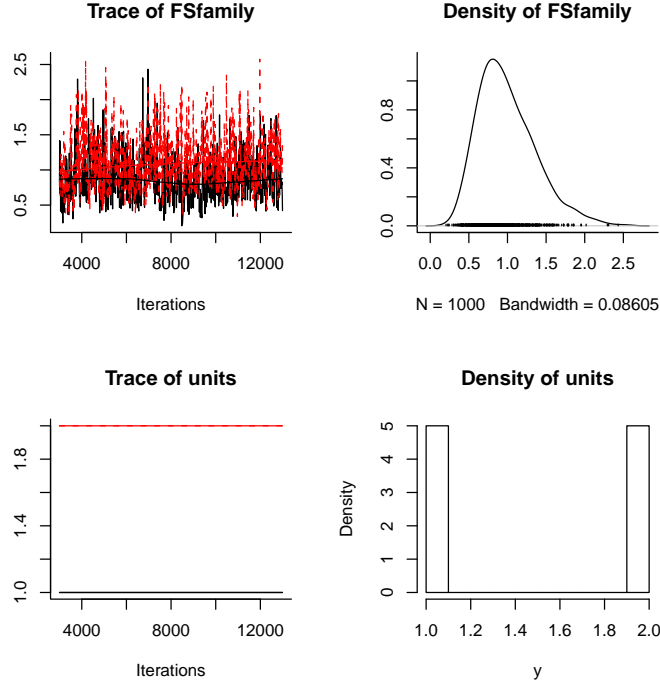 Trace of FSfamily
0.5 1.0 1.5 2.5
4000 8000 12000
Iterations
Density of FSfamily
0.0 0.4 0.8
0.0 0.5 1.0 1.5 2.0 2.5
N = 1000 Bandwidth = 0.08605
Trace of units
1.0 1.4 1.8
4000 8000 12000
Iterations
Density of units
Density
0 1 2 3 4 5
1.0 1.2 1.4 1.6 1.8 2.0
y